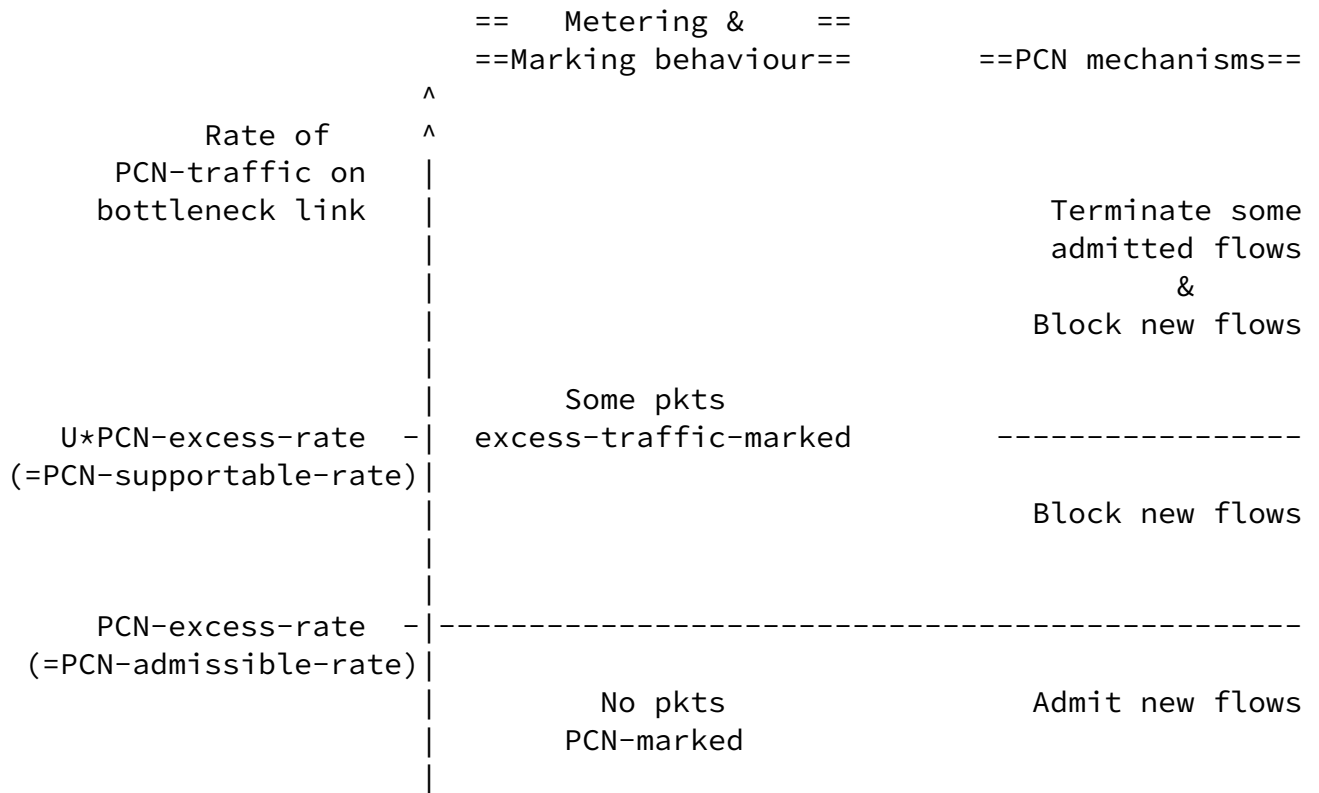 ==   Metering &    ==
==Marking behaviour==       ==PCN mechanisms==
^
Rate of     ^
PCN-traffic on   |
bottleneck link   |                                  Terminate some
|                                  admitted flows
|                                         &
|                                 Block new flows
|
|       Some pkts
U*PCN-excess-rate  -|  excess-traffic-marked        -----------------
(=PCN-supportable-rate)|
|                                 Block new flows
|
|
PCN-excess-rate  -|------------------------------------------------
(=PCN-admissible-rate)|
|         No pkts                 Admit new flows
|       PCN-marked
|